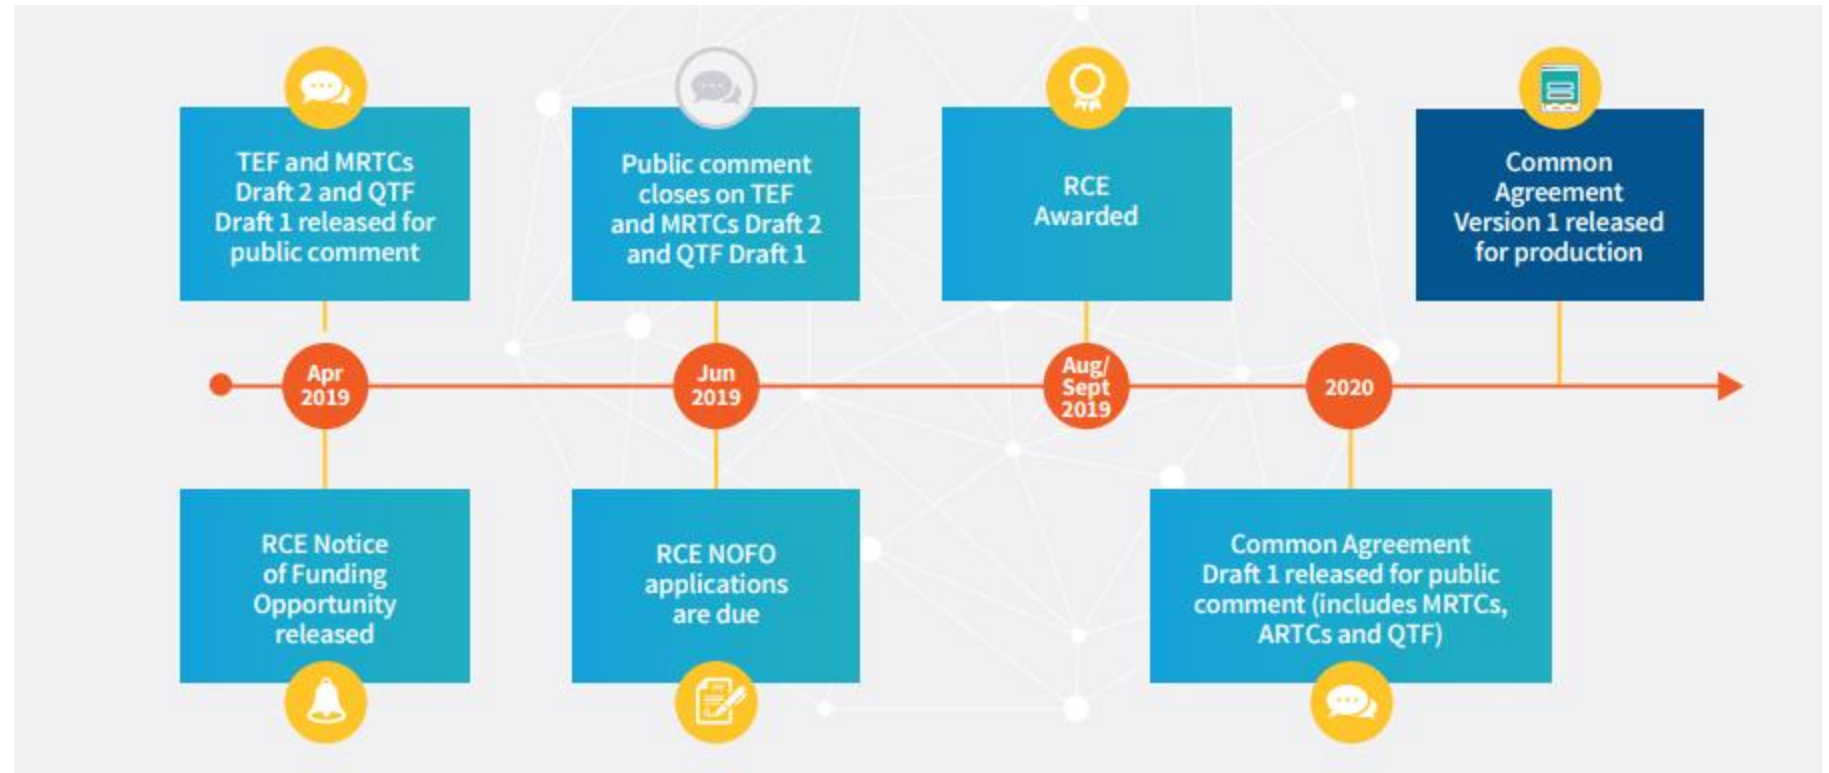 TEF and MRTCs
Draft 2 and QTF
Draft 1 released for
public comment
Public comment
closes on TEF
and MRTCs Draft 2
and QTF Draft 1
RCE
Awarded
Common
Agreement
Version 1 released
for production
Apr
2019
Jun
2019
Aug/
Sept
2019
2020
RCE Notice
of Funding
Opportunity
released
RCE NOFO
applications
are due
Common Agreement
Draft 1 released for public
comment (includes MRTCs,
ARTCs and QTF)